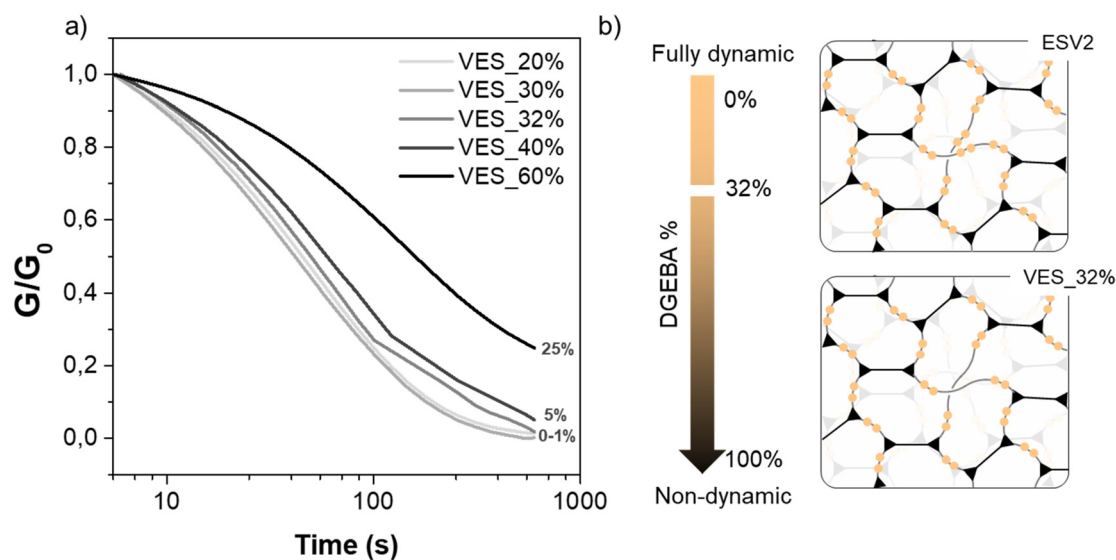 a)
G/G0
1,0
0,8
0,6
0,4
0,2
0,0
VES_20%
VES_30%
VES_32%
VES_40%
VES_60%
25%
5%
0-1%
10
100
1000
Time (s)
b)
Fully dynamic
0%
32%
DGEBA %
100%
Non-dynamic
ESV2
VES_32%